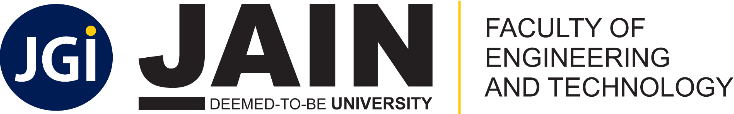 JGi
JAIN
DEEMED-TO-BE UNIVERSITY
FACULTY OF
ENGINEERING
AND TECHNOLOGY